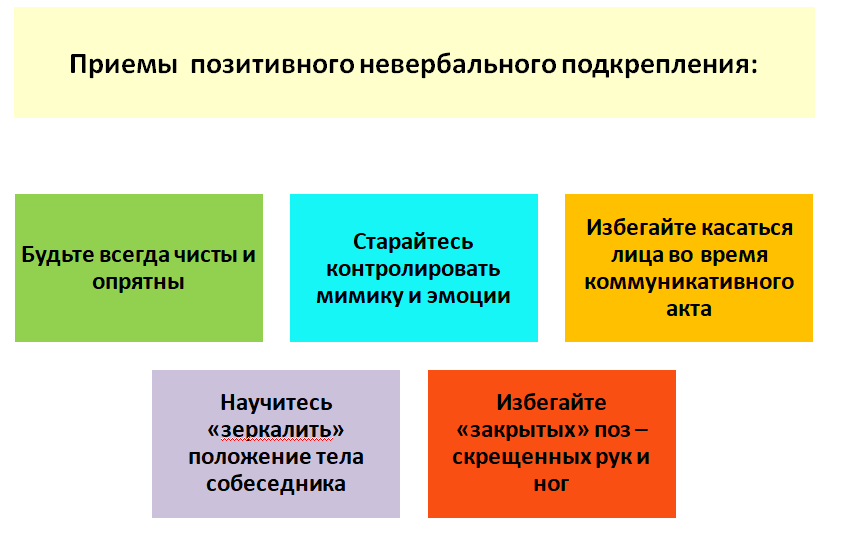 Приемы позитивного невербального подкрепления:
Будьте всегда чисты и
опрятны
Старайтесь
контролировать
мимику и эмоции
Избегайте касаться
лица во время
коммуникативного
акта
Научитесь
«зеркалить»
положение тела
собеседника
Избегайте
«закрытых» поз –
скрещенных рук и
ног